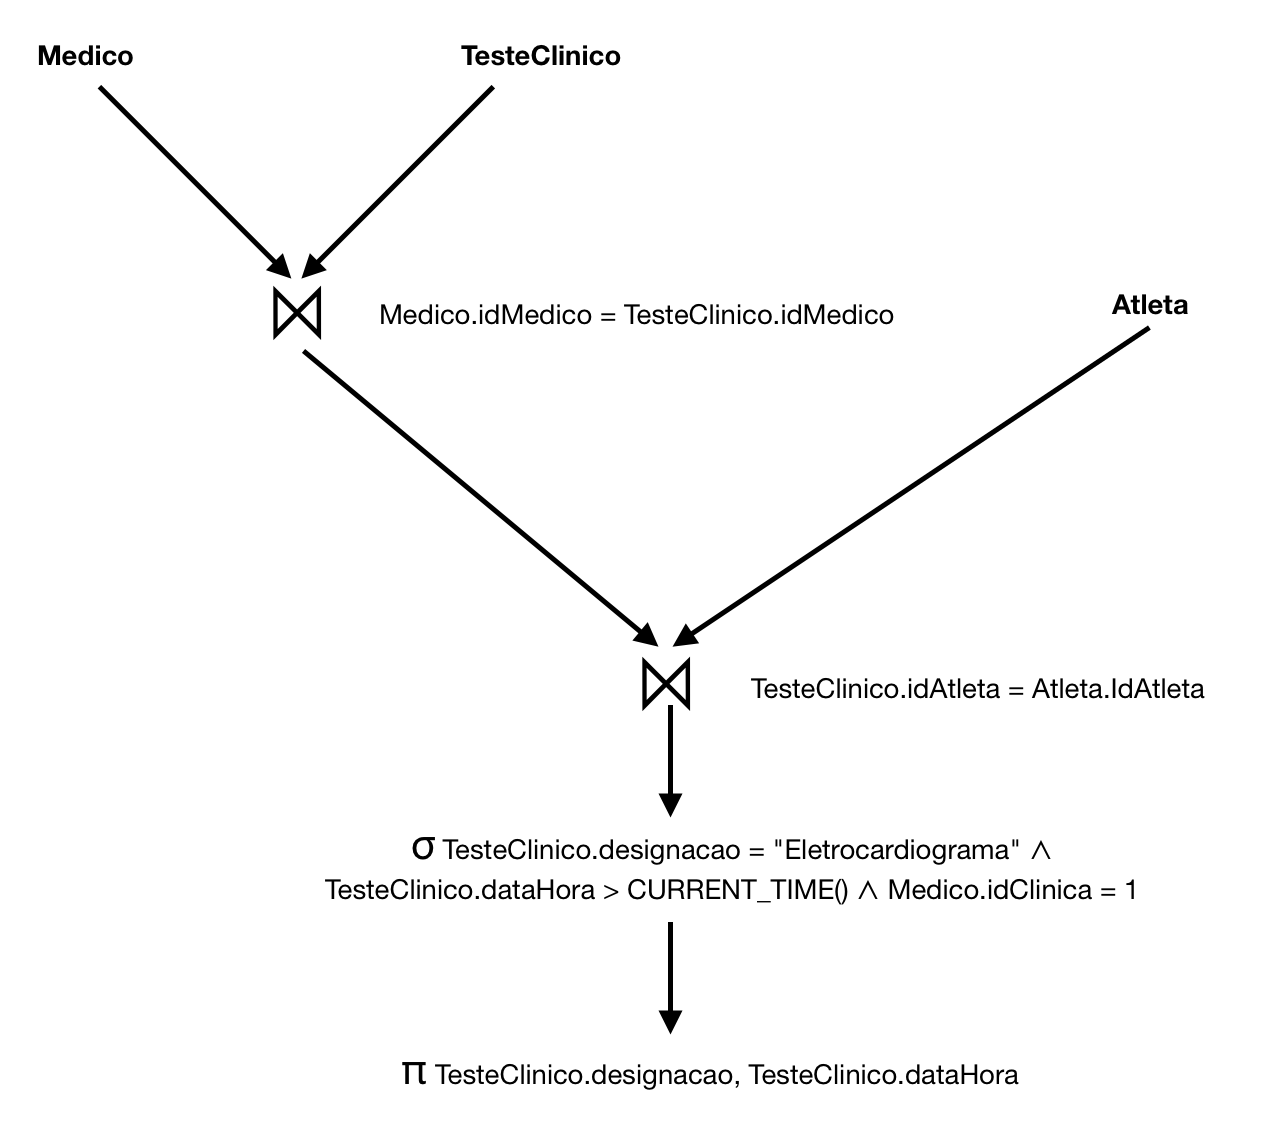 Medico
TesteClinico
Medico.idMedico = TesteClinico.idMedico
Atleta
TesteClinico.idAtleta = Atleta.IdAtleta
σ TesteClinico.designacao = "Eletrocardiograma" ∧
TesteClinico.dataHora > CURRENT_TIME() ∧ Medico.idClinica = 1
π TesteClinico.designacao, TesteClinico.dataHora